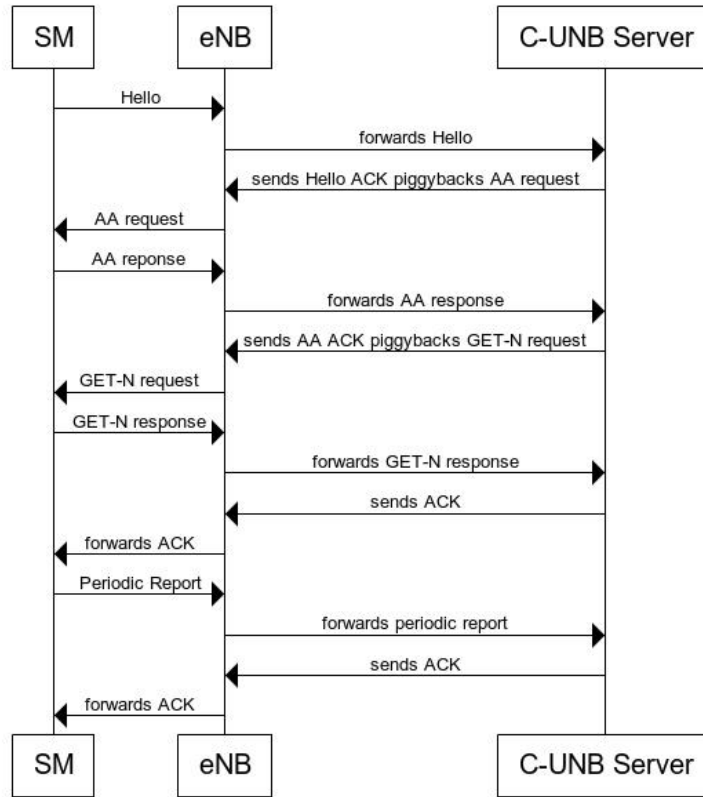 SM
eNB
C-UNB Server
Hello
forwards Hello
sends Hello ACK piggybacks AA request
AA request
AA reponse
forwards AA response
sends AA ACK piggybacks GET-N request
GET-N request
GET-N response
forwards GET-N response
sends ACK
forwards ACK
Periodic Report
forwards periodic report
sends ACK
forwards ACK
SM
eNB
C-UNB Server